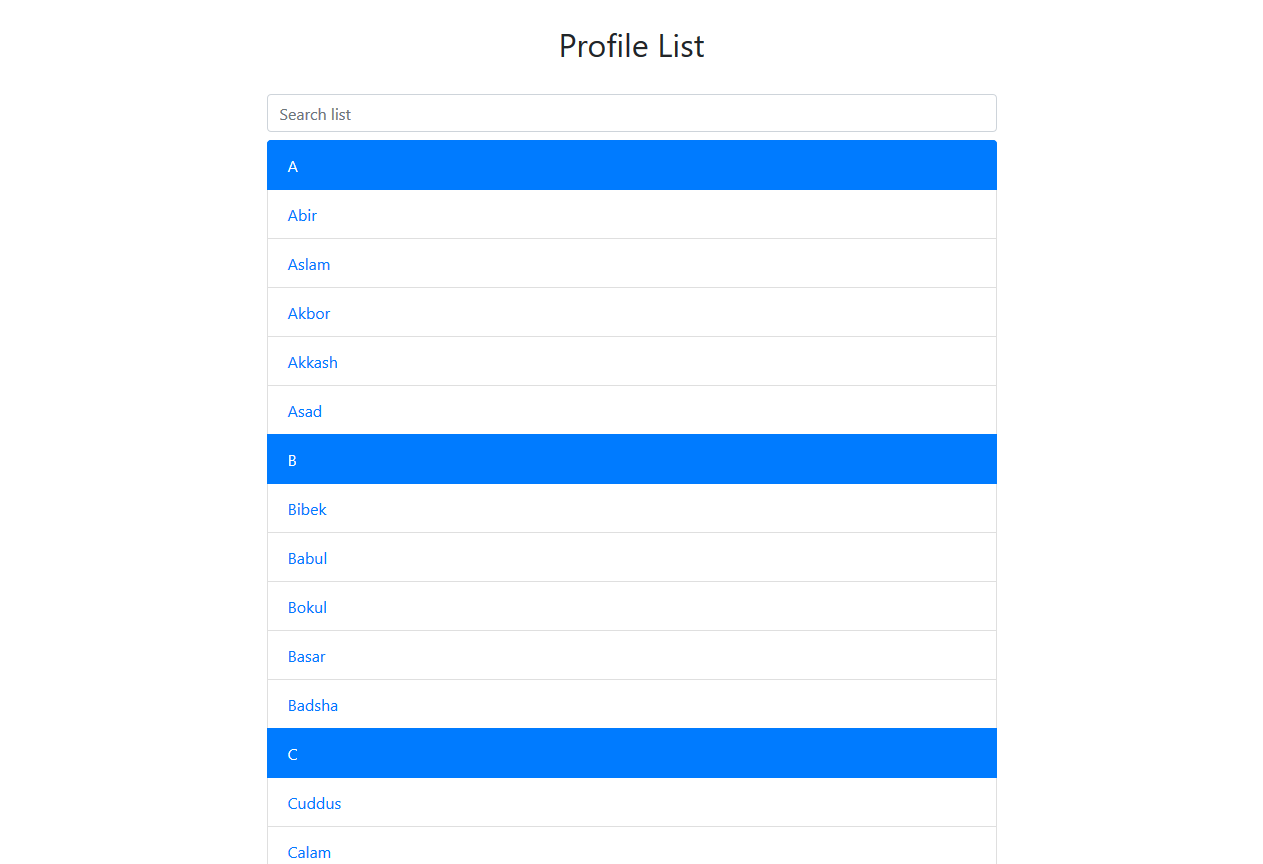 Profile List
Search list
A
Abir
Aslam
Akbor
Akkash
Asad
B
Bibek
Babul
Bokul
Basar
Badsha
C
Cuddus
Calam